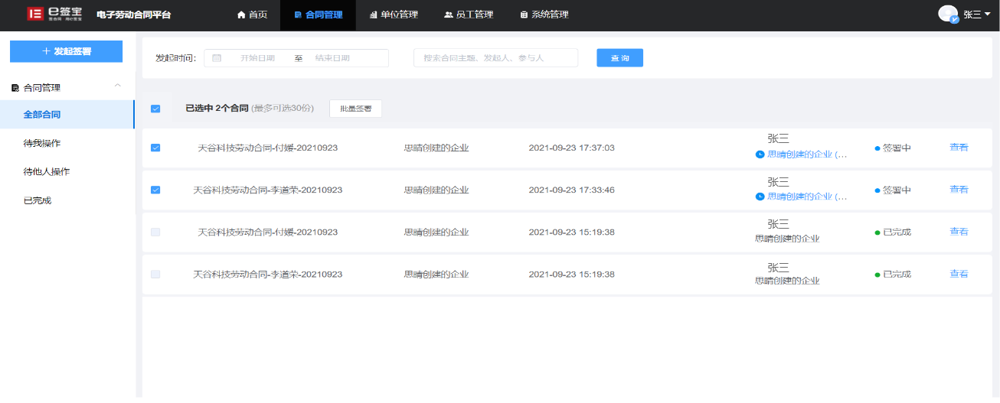 e签宝 电子劳动合同平台 首页 合同管理 单位管理 员工管理 系统管理 张三
签合同 用e签宝
+ 发起签署
发起时间: 开始日期 至 结束日期 搜索合同主题、发起人、参与人 查询
合同管理
全部合同
待我操作
待他人操作
已完成
已选中 2个合同 (最多可选30份) 批量签署
天谷科技劳动合同-付媛-20210923 思晴创建的企业 2021-09-23 17:37:03 张三 签署中 查看
思晴创建的企业 (...
天谷科技劳动合同-李道荣-20210923 思晴创建的企业 2021-09-23 17:33:46 张三 签署中 查看
思晴创建的企业 (...
天谷科技劳动合同-付媛-20210923 思晴创建的企业 2021-09-23 15:19:38 张三 已完成 查看
思晴创建的企业
天谷科技劳动合同-李道荣-20210923 思晴创建的企业 2021-09-23 15:19:38 张三 已完成 查看
思晴创建的企业